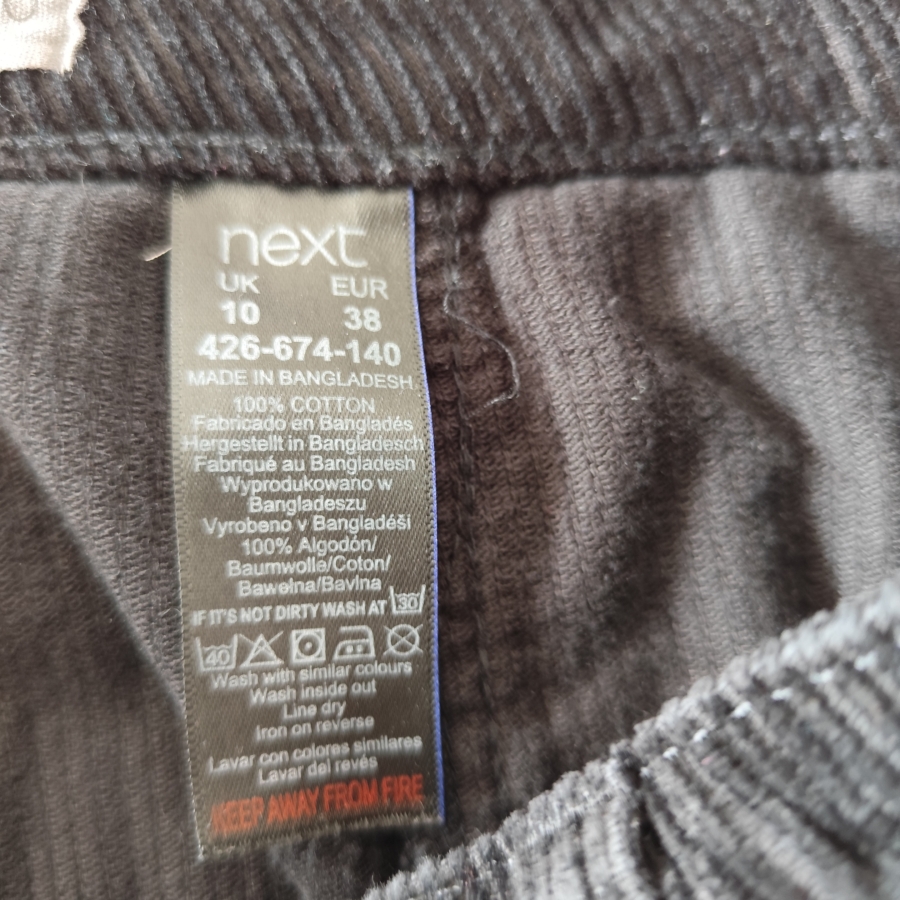 next
UK EUR
10 38
426-674-140
MADE IN BANGLADESH
100% COTTON
Fabricado en Bangladés
Hergestellt in Bangladesch
Fabriqué au Bangladesh
Wyprodukowano w
Bangladeszu
Vyrobeno v Bangladéši
100% Algodón/
Baumwolle/Coton/
Bawełna/Bavlna
IF IT'S NOT DIRTY WASH AT 30
40
Wash with similar colours
Wash inside out
Line dry
Iron on reverse
Lavar con colores similares
Lavar del revés
KEEP AWAY FROM FIRE